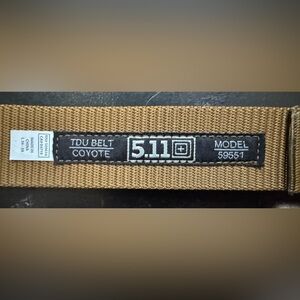 TDU BELT
COYOTE
5.11
MODEL
59551